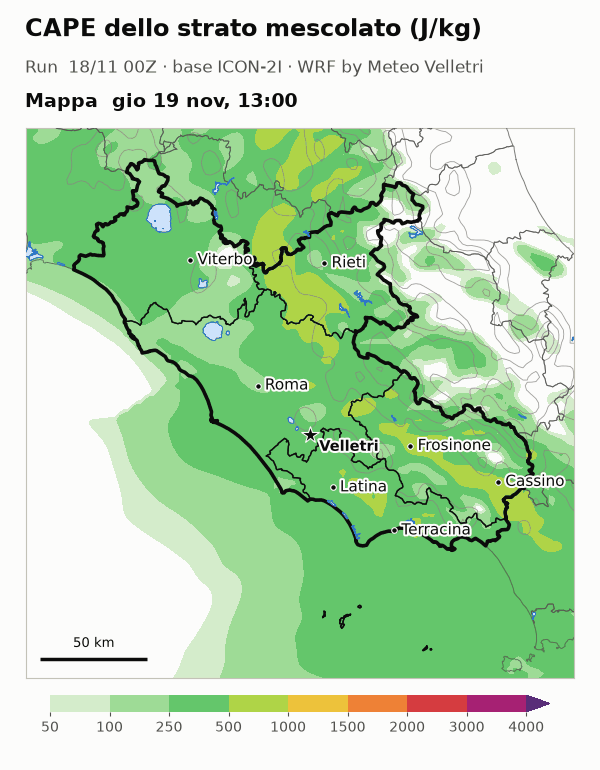 CAPE dello strato mescolato (J/kg)
Run 18/11 00Z · base ICON-2I · WRF by Meteo Velletri
Mappa gio 19 nov, 13:00
Viterbo
Rieti
Roma
Velletri
Frosinone
Latina
Cassino
Terracina
50 km
50 100 250 500 1000 1500 2000 3000 4000